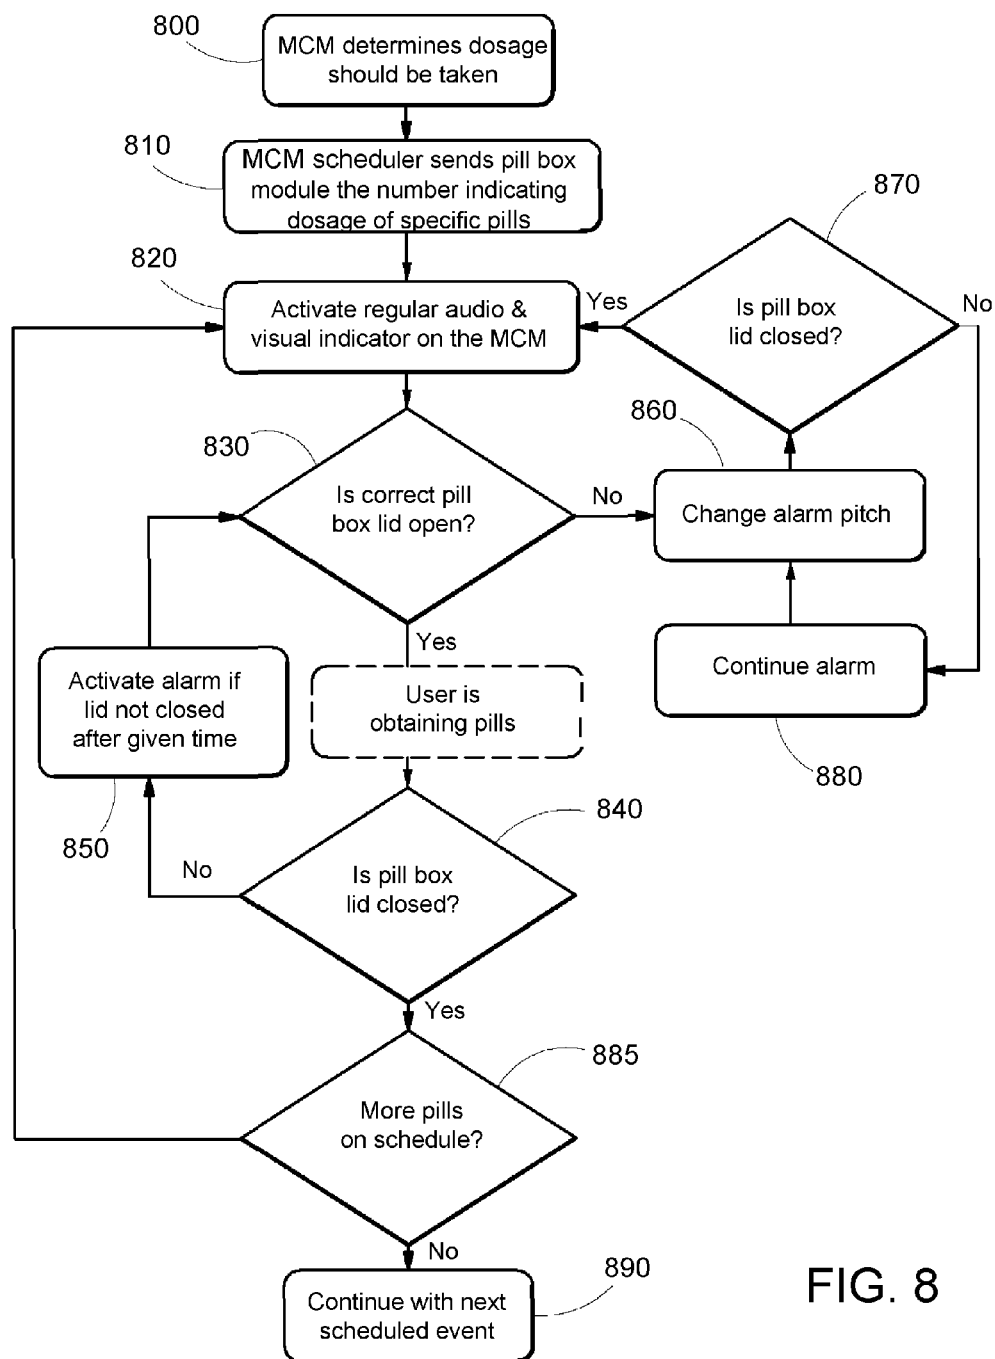 800
MCM determines dosage
should be taken
810
MCM scheduler sends pill box
module the number indicating
dosage of specific pills
870
820
Activate regular audio &
visual indicator on the MCM
Yes
Is pill box
lid closed?
No
830
860
Is correct pill
box lid open?
No
Change alarm pitch
Yes
Activate alarm if
lid not closed
after given time
User is
obtaining pills
Continue alarm
880
850
840
No
Is pill box
lid closed?
Yes
885
More pills
on schedule?
No
890
Continue with next
scheduled event
FIG. 8